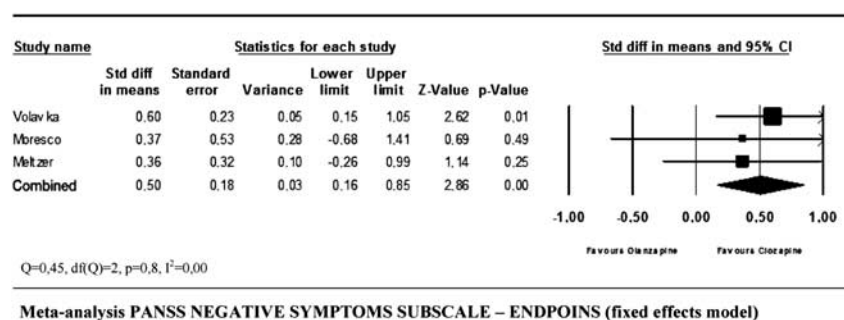 Study name Statistics for each study Std diff in means and 95% CI
Std diff Standard Lower Upper
in means error Variance limit limit Z-Value p-Value
Volavka 0,60 0,23 0,05 0,15 1,05 2,62 0,01
Moresco 0,37 0,53 0,28 -0,68 1,41 0,69 0,49
Meltzer 0,36 0,32 0,10 -0,26 0,99 1,14 0,25
Combined 0,50 0,18 0,03 0,16 0,85 2,86 0,00
-1,00 -0,50 0,00 0,50 1,00
Favours Olanzapine Favours Clozapine
Q=0,45, df(Q)=2, p=0,8, I²=0,00
Meta-analysis PANSS NEGATIVE SYMPTOMS SUBSCALE – ENDPOINS (fixed effects model)